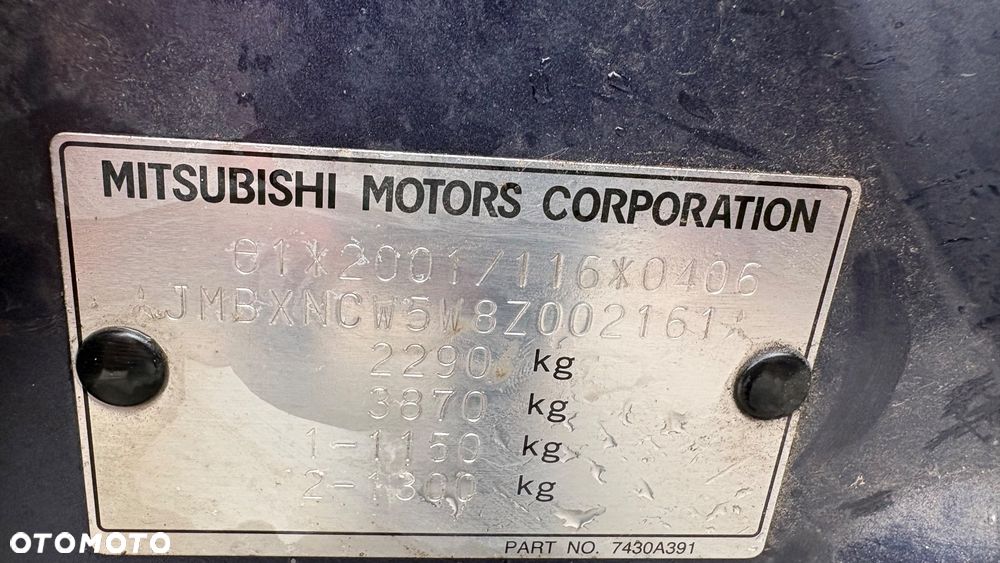 MITSUBISHI MOTORS CORPORATION
e1*2001/116*0406
*JMBXNCW5W8Z002161*
2290 kg
3870 kg
1-1150 kg
2-1300 kg
PART NO. 7430A391
OTOMOTO